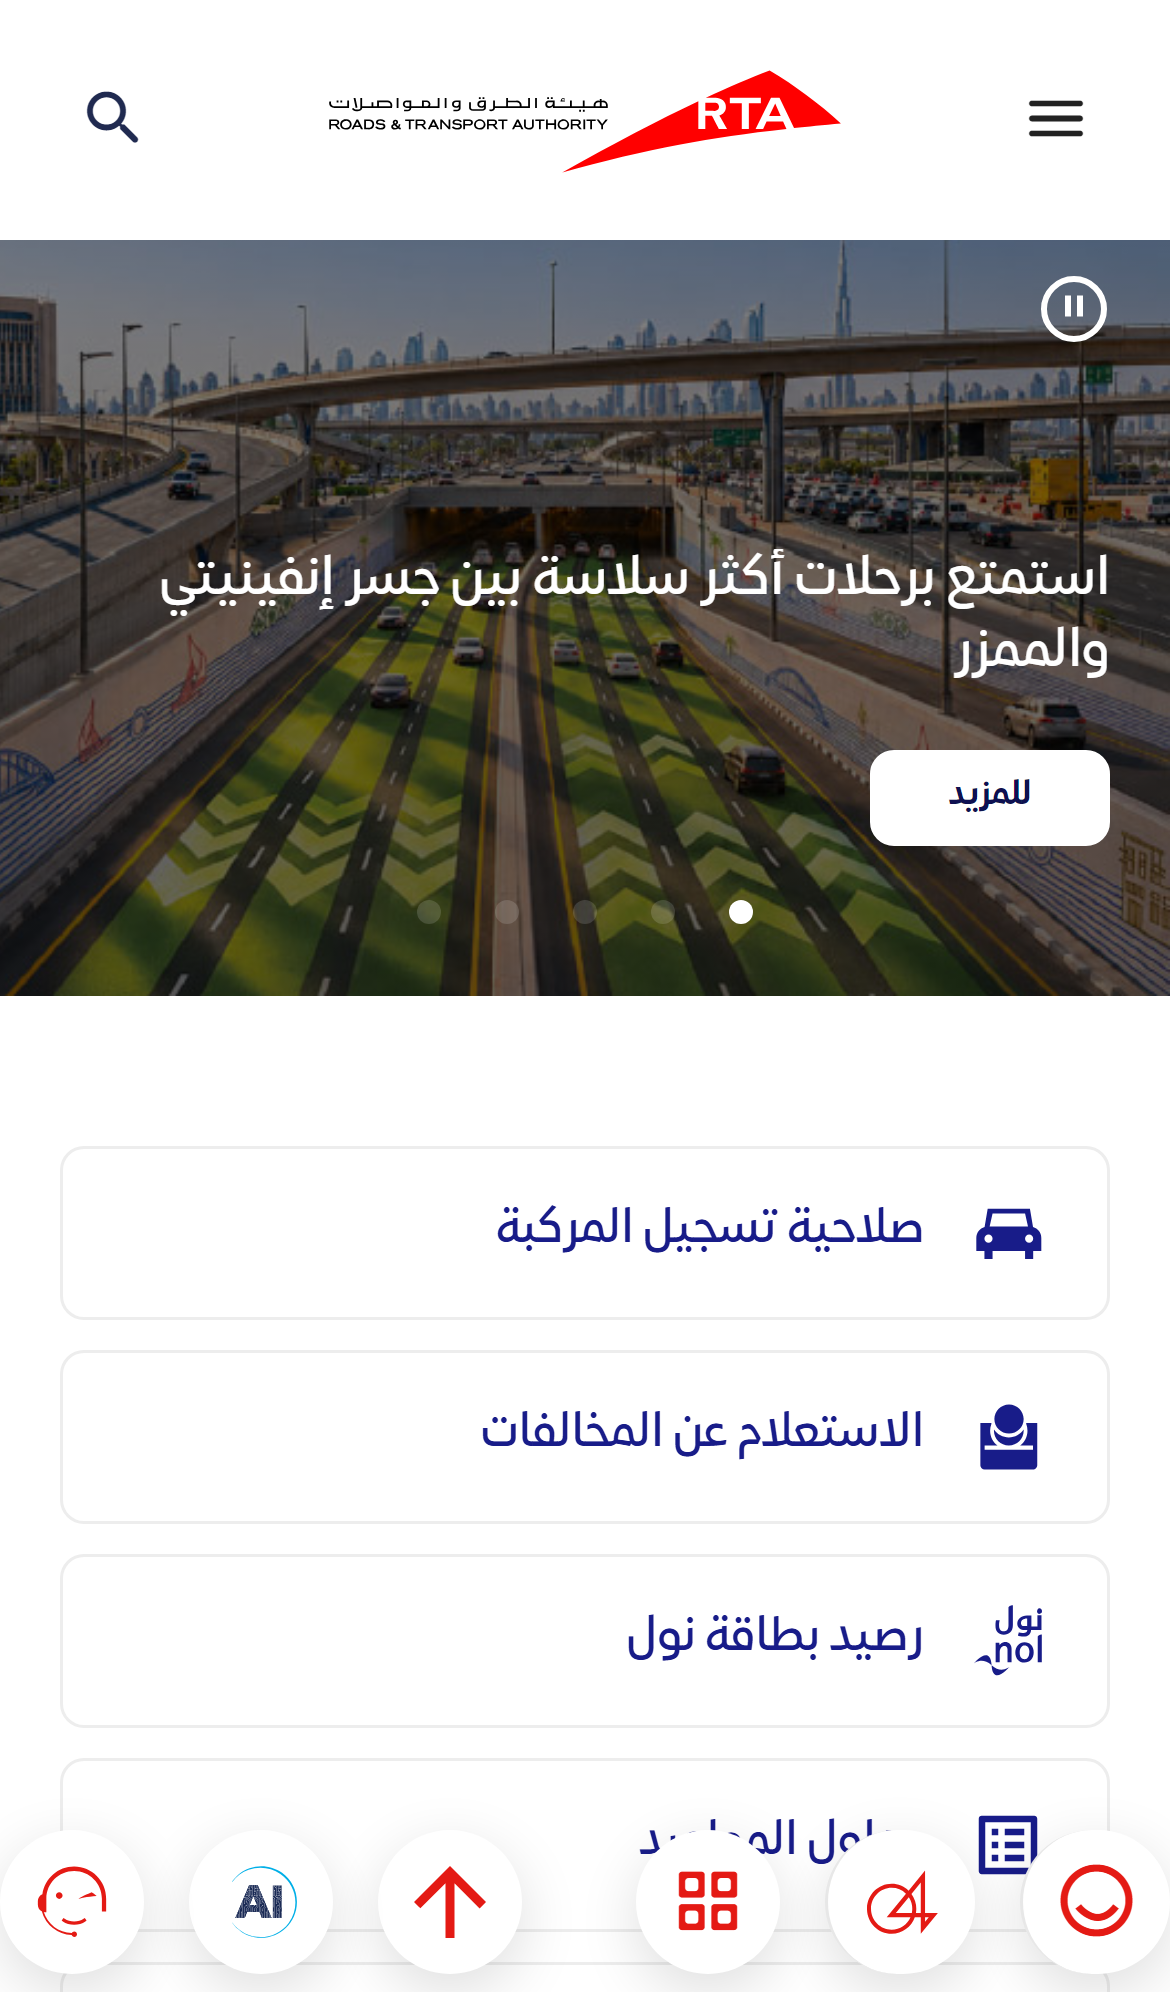 هيئة الطرق والمواصلات
ROADS & TRANSPORT AUTHORITY
RTA
استمتع برحلات أكثر سلاسة بين جسر إنفينيتي
والممزر
للمزيد
صلاحية تسجيل المركبة
الاستعلام عن المخالفات
نول
nol
رصيد بطاقة نول
AI
04